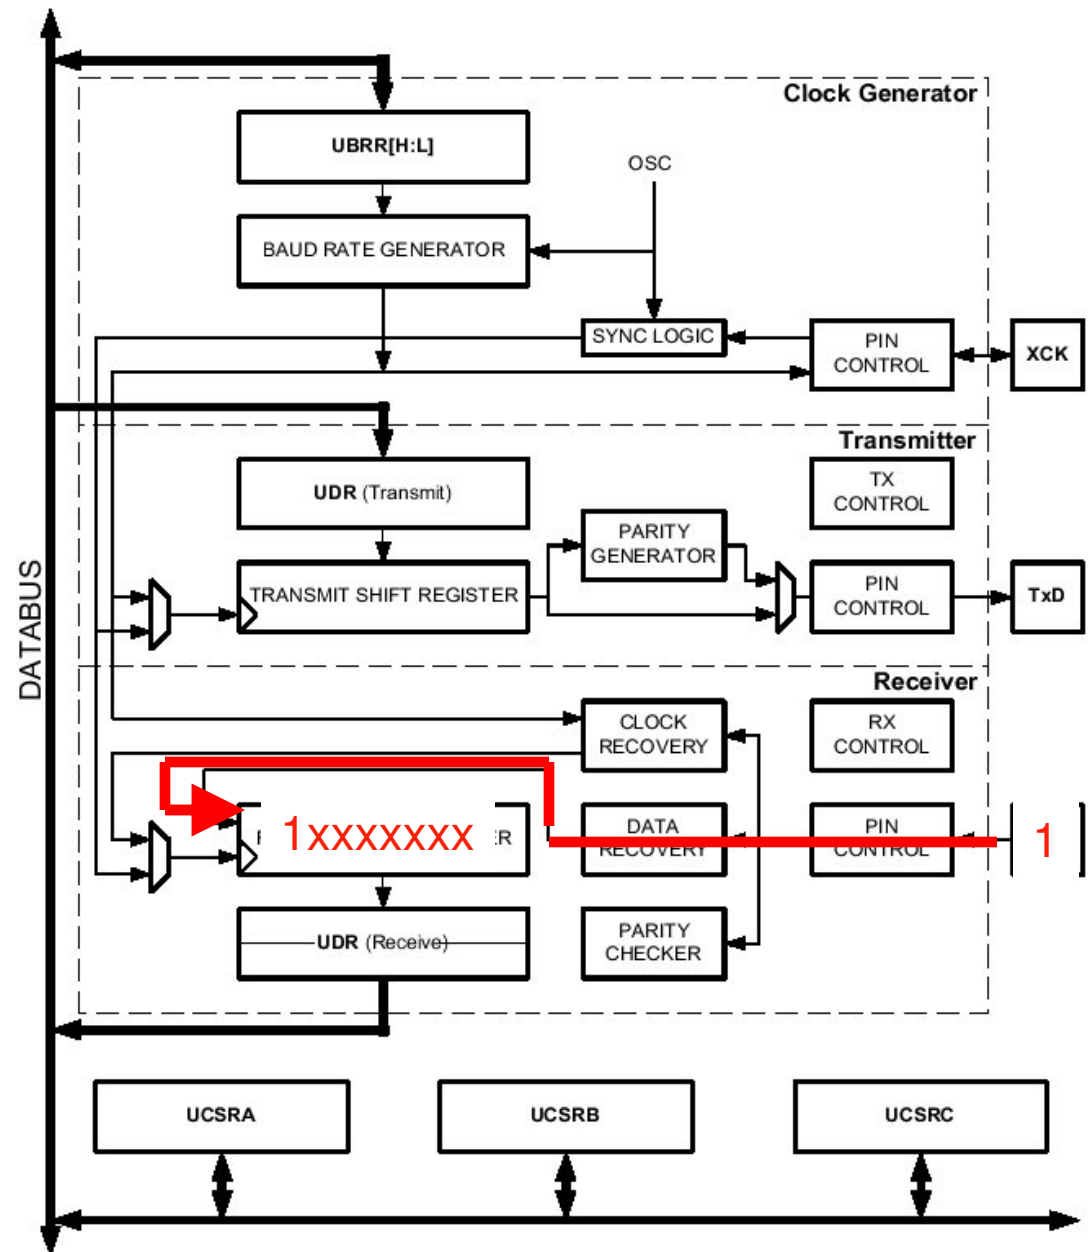 Clock Generator
UBRR[H:L]
OSC
BAUD RATE GENERATOR
SYNC LOGIC
PIN
CONTROL
XCK
Transmitter
UDR (Transmit)
TX
CONTROL
PARITY
GENERATOR
TRANSMIT SHIFT REGISTER
PIN
CONTROL
TxD
DATABUS
Receiver
CLOCK
RECOVERY
RX
CONTROL
1xxxxxxx
DATA
RECOVERY
PIN
CONTROL
1
UDR (Receive)
PARITY
CHECKER
UCSRA
UCSRB
UCSRC